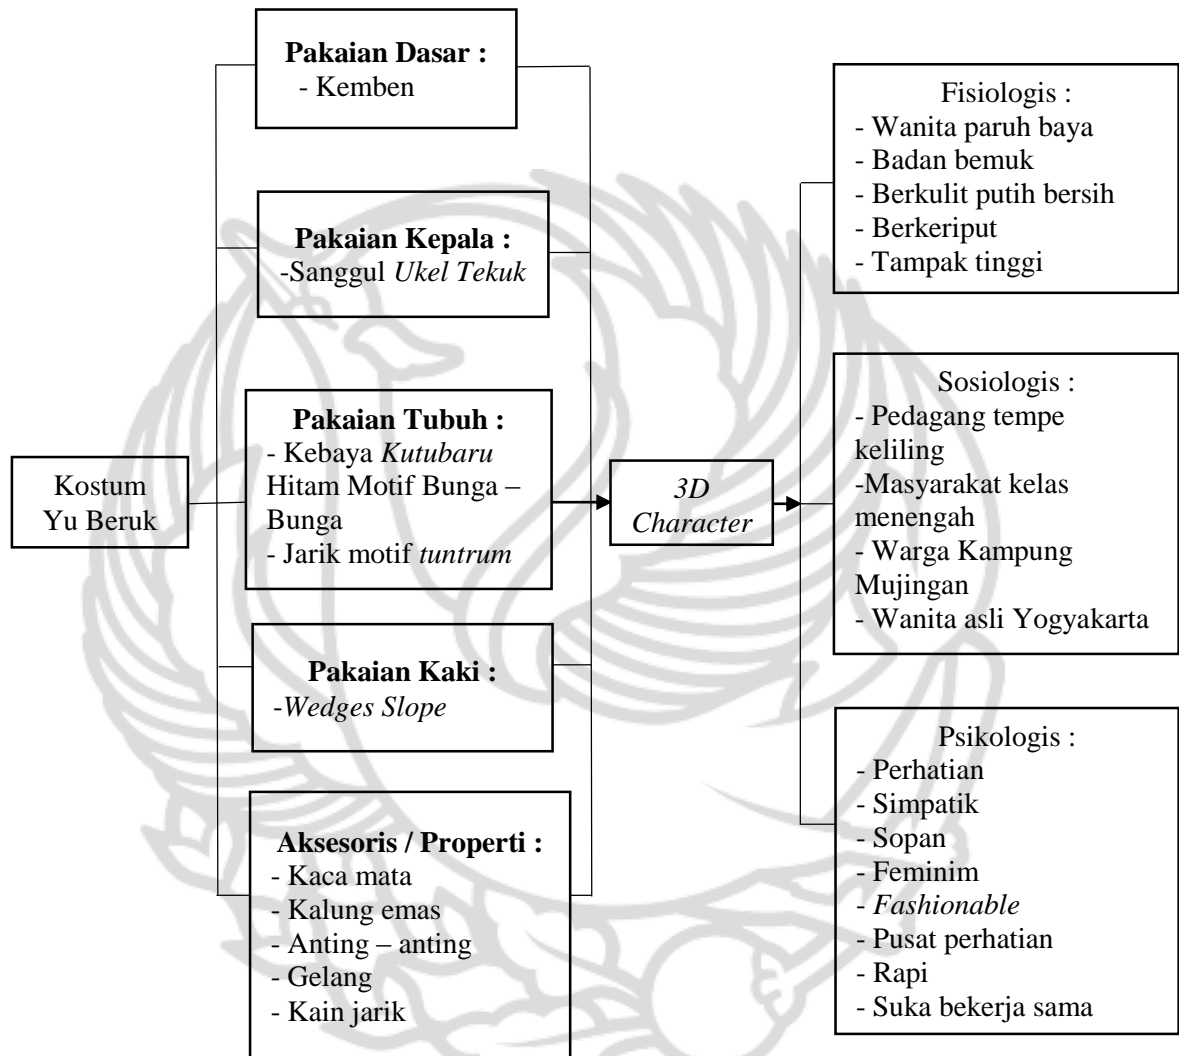 Kostum
Yu Beruk
Pakaian Dasar :
- Kemben
Pakaian Kepala :
-Sanggul Ukel Tekuk
Pakaian Tubuh :
- Kebaya Kutubaru
Hitam Motif Bunga –
Bunga
- Jarik motif tuntrum
Pakaian Kaki :
-Wedges Slope
Aksesoris / Properti :
- Kaca mata
- Kalung emas
- Anting – anting
- Gelang
- Kain jarik
3D
Character
Fisiologis :
- Wanita paruh baya
- Badan bemuk
- Berkulit putih bersih
- Berkeriput
- Tampak tinggi
Sosiologis :
- Pedagang tempe
keliling
-Masyarakat kelas
menengah
- Warga Kampung
Mujingan
- Wanita asli Yogyakarta
Psikologis :
- Perhatian
- Simpatik
- Sopan
- Feminim
- Fashionable
- Pusat perhatian
- Rapi
- Suka bekerja sama